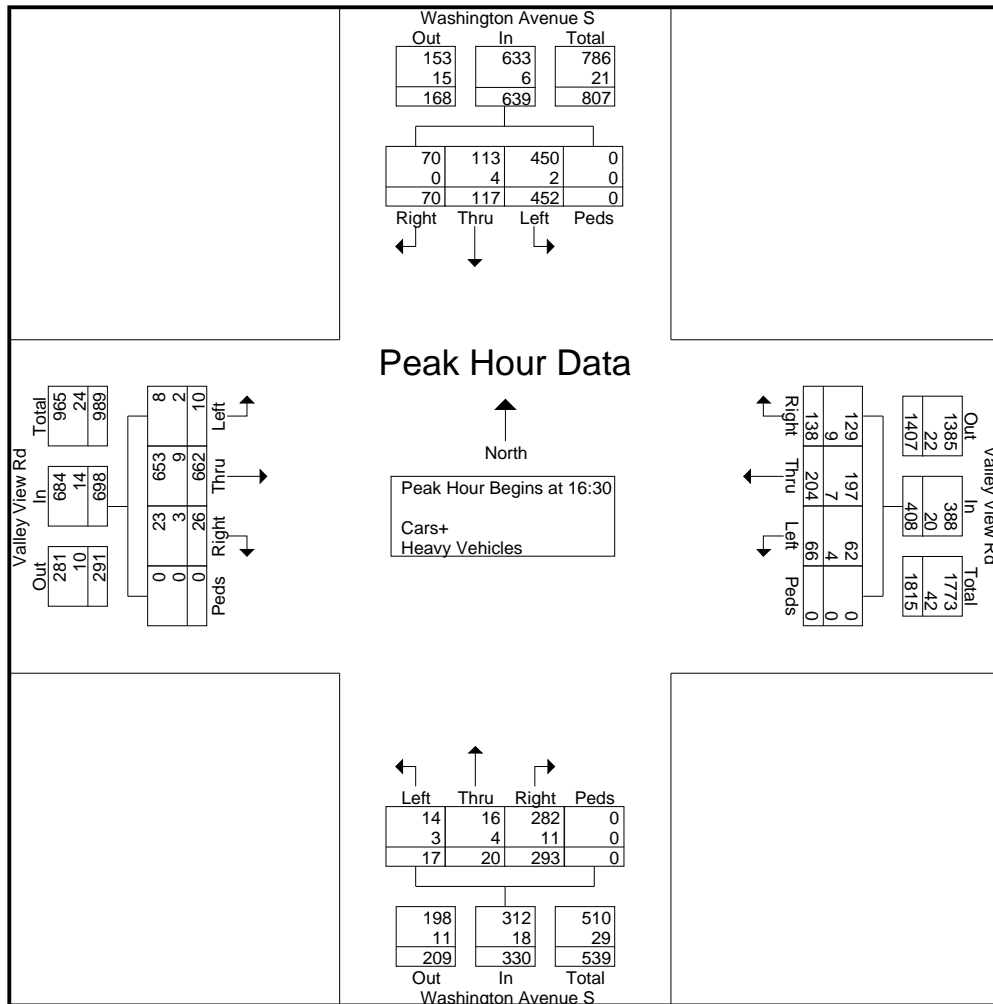 Washington Avenue S
Out In Total
153 633 786
15 6 21
168 639 807
70 113 450 0
0 4 2 0
70 117 452 0
Right Thru Left Peds
Peak Hour Data
North
Peak Hour Begins at 16:30
Cars+
Heavy Vehicles
Valley View Rd
Out In Total
281 684 965
10 14 24
291 698 989
8 653 23 0
2 9 3 0
10 662 26 0
Left Thru Right Peds
Valley View Rd
Out In Total
1385 388 1773
22 20 42
1407 408 1815
129 197 62 0
9 7 4 0
138 204 66 0
Right Thru Left Peds
Left Thru Right Peds
14 16 282 0
3 4 11 0
17 20 293 0
198 312 510
11 18 29
209 330 539
Out In Total
Washington Avenue S